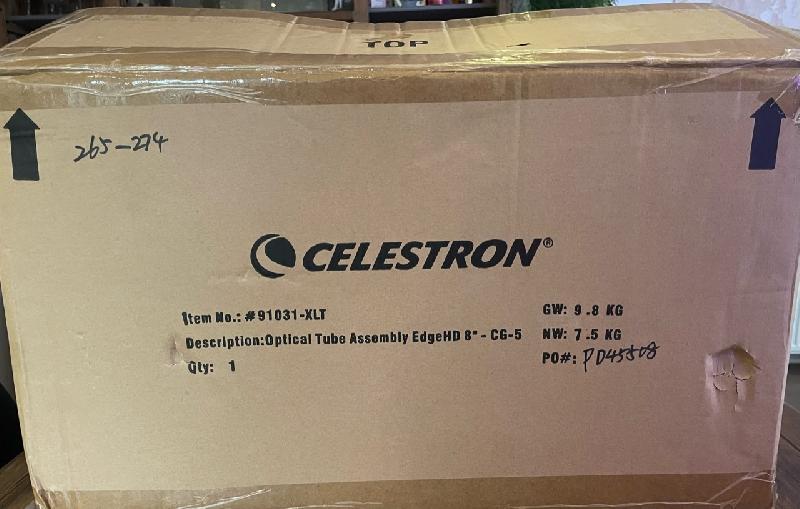 TOP
265-274
CELESTRON®
Item No.: #91031-XLT
GW: 9.8 KG
Description:Optical Tube Assembly EdgeHD 8" - CG-5
NW: 7.5 KG
Qty: 1
PO#: PD45508